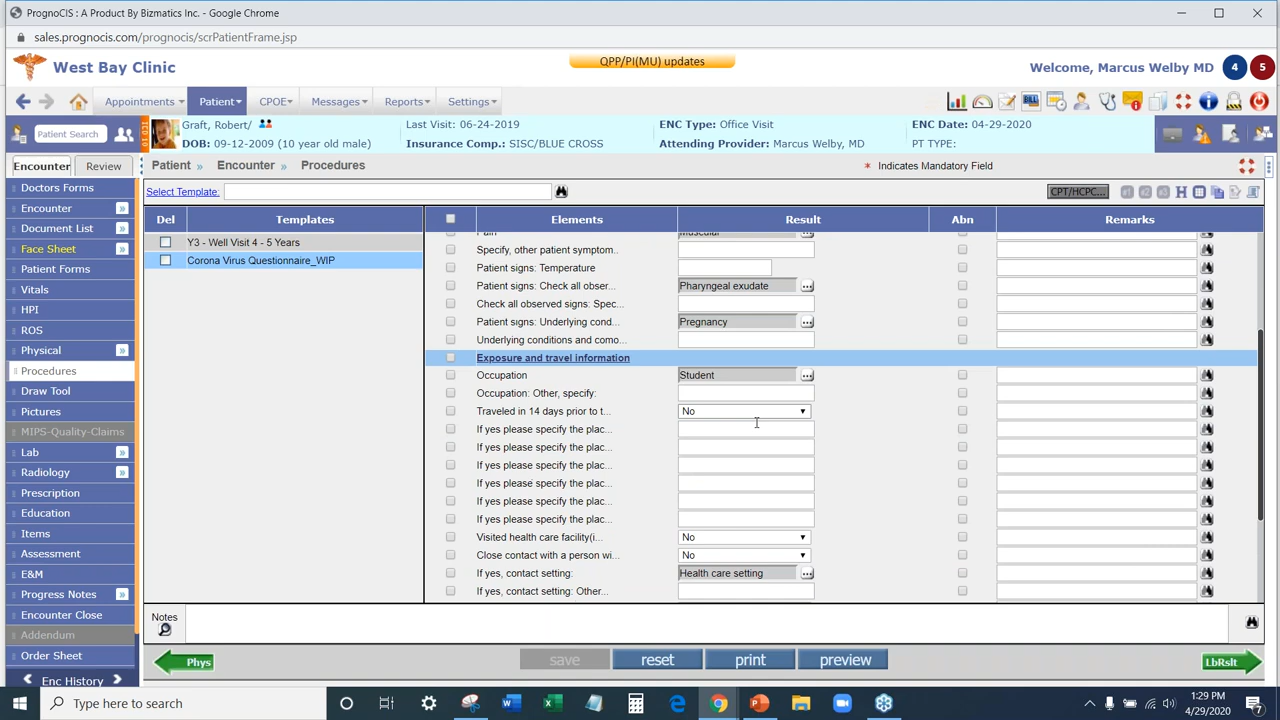 PrognoCIS : A Product By Bizmatics Inc. - Google Chrome
sales.prognocis.com/prognocis/scrPatientFrame.jsp
West Bay Clinic
QPP/PI(MU) updates
Welcome, Marcus Welby MD
4
5
Appointments
Patient
CPOE
Messages
Reports
Settings
BILL
Patient Search
ICD 10
Graft, Robert/
Last Visit: 06-24-2019
ENC Type: Office Visit
ENC Date: 04-29-2020
DOB: 09-12-2009 (10 year old male)
Insurance Comp.: SISC/BLUE CROSS
Attending Provider: Marcus Welby, MD
PT TYPE:
Encounter
Review
Patient » Encounter » Procedures
* Indicates Mandatory Field
Select Template:
CPT/HCPC...
Doctors Forms
Encounter
Document List
Face Sheet
Patient Forms
Vitals
HPI
ROS
Physical
Procedures
Draw Tool
Pictures
MIPS-Quality-Claims
Lab
Radiology
Prescription
Education
Items
Assessment
E&M
Progress Notes
Encounter Close
Addendum
Order Sheet
Enc History
Del
Templates
Y3 - Well Visit 4 - 5 Years
Corona Virus Questionnaire_WIP
Elements
Result
Abn
Remarks
Pain
Muscular
Specify, other patient symptom..
Patient signs: Temperature
Patient signs: Check all obser...
Pharyngeal exudate
Check all observed signs: Spec...
Patient signs: Underlying cond...
Pregnancy
Underlying conditions and como...
Exposure and travel information
Occupation
Student
Occupation: Other, specify:
Traveled in 14 days prior to t...
No
If yes please specify the plac...
If yes please specify the plac...
If yes please specify the plac...
If yes please specify the plac...
If yes please specify the plac...
If yes please specify the plac...
Visited health care facility(i...
No
Close contact with a person wi...
No
If yes, contact setting:
Health care setting
If yes, contact setting: Other...
Notes
Phys
save
reset
print
preview
LbRslt
Type here to search
1:29 PM
4/29/2020
7